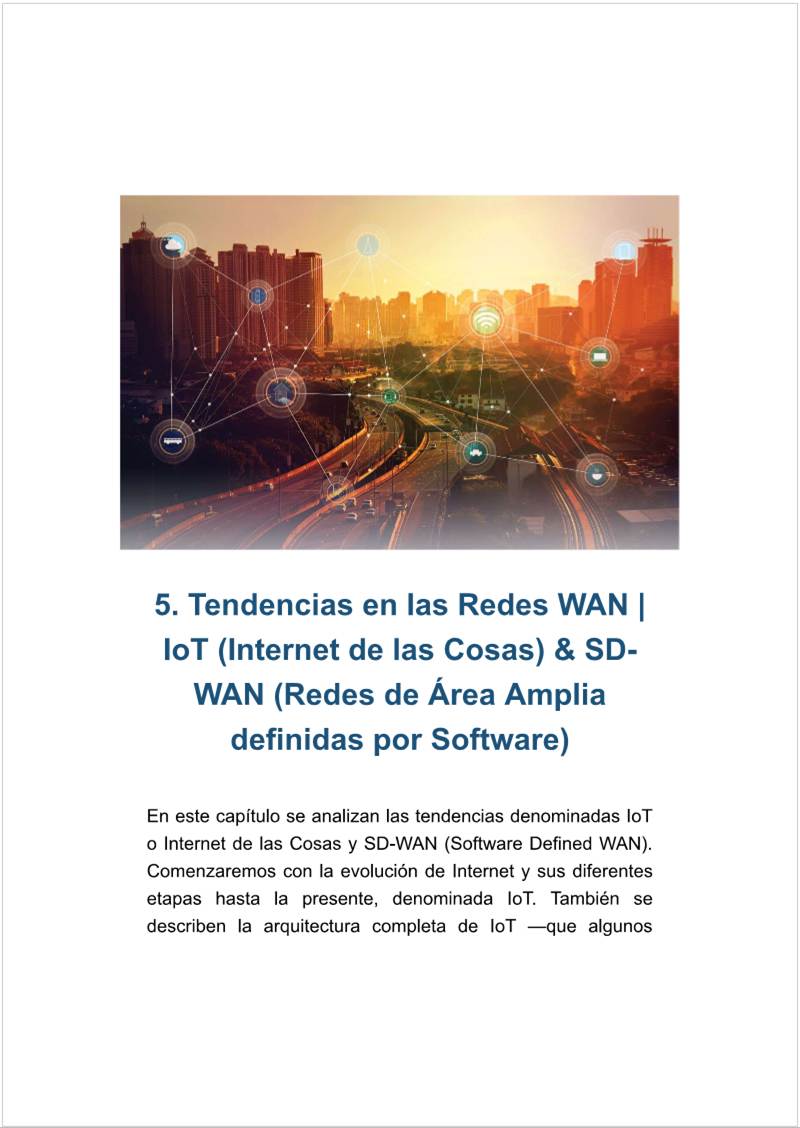 5. Tendencias en las Redes WAN |
IoT (Internet de las Cosas) & SD-
WAN (Redes de Área Amplia
definidas por Software)
En este capítulo se analizan las tendencias denominadas IoT
o Internet de las Cosas y SD-WAN (Software Defined WAN).
Comenzaremos con la evolución de Internet y sus diferentes
etapas hasta la presente, denominada IoT. También se
describen la arquitectura completa de IoT —que algunos